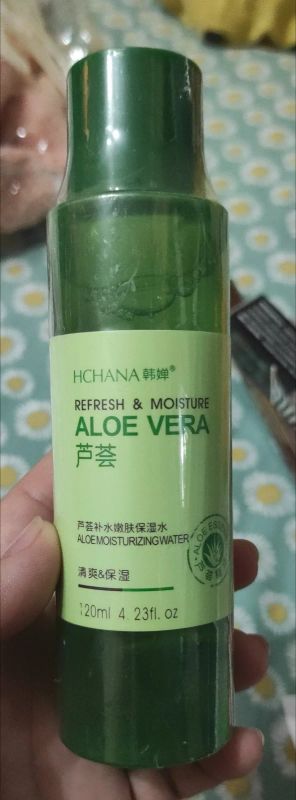 HCHANA 韩婵®
REFRESH & MOISTURE
ALOE VERA
芦荟
芦荟补水嫩肤保湿水
ALOE MOISTURIZING WATER
清爽&保湿
120ml 4.23fl. oz